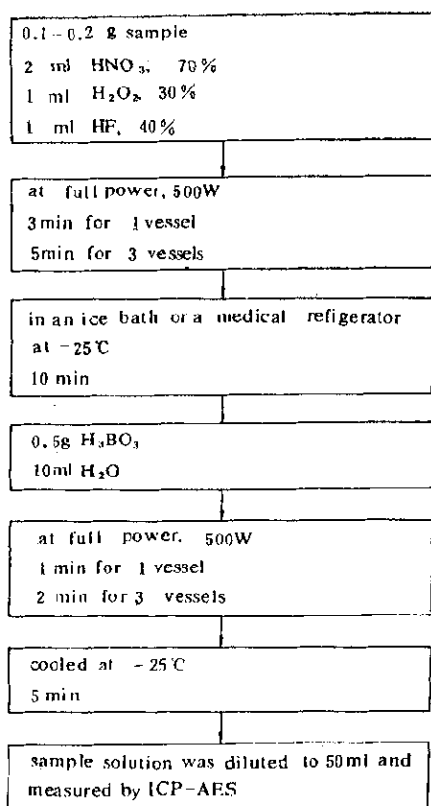 0.1-0.2 g sample
2 ml HNO₃, 70%
1 ml H₂O₂, 30%
1 ml HF, 40%
at full power, 500W
3min for 1 vessel
5min for 3 vessels
in an ice bath or a medical refigerator
at -25℃
10 min
0.5g H₃BO₃
10ml H₂O
at full power. 500W
1 min for 1 vessel
2 min for 3 vessels
cooled at -25℃
5 min
sample solution was diluted to 50ml and
measured by ICP-AES